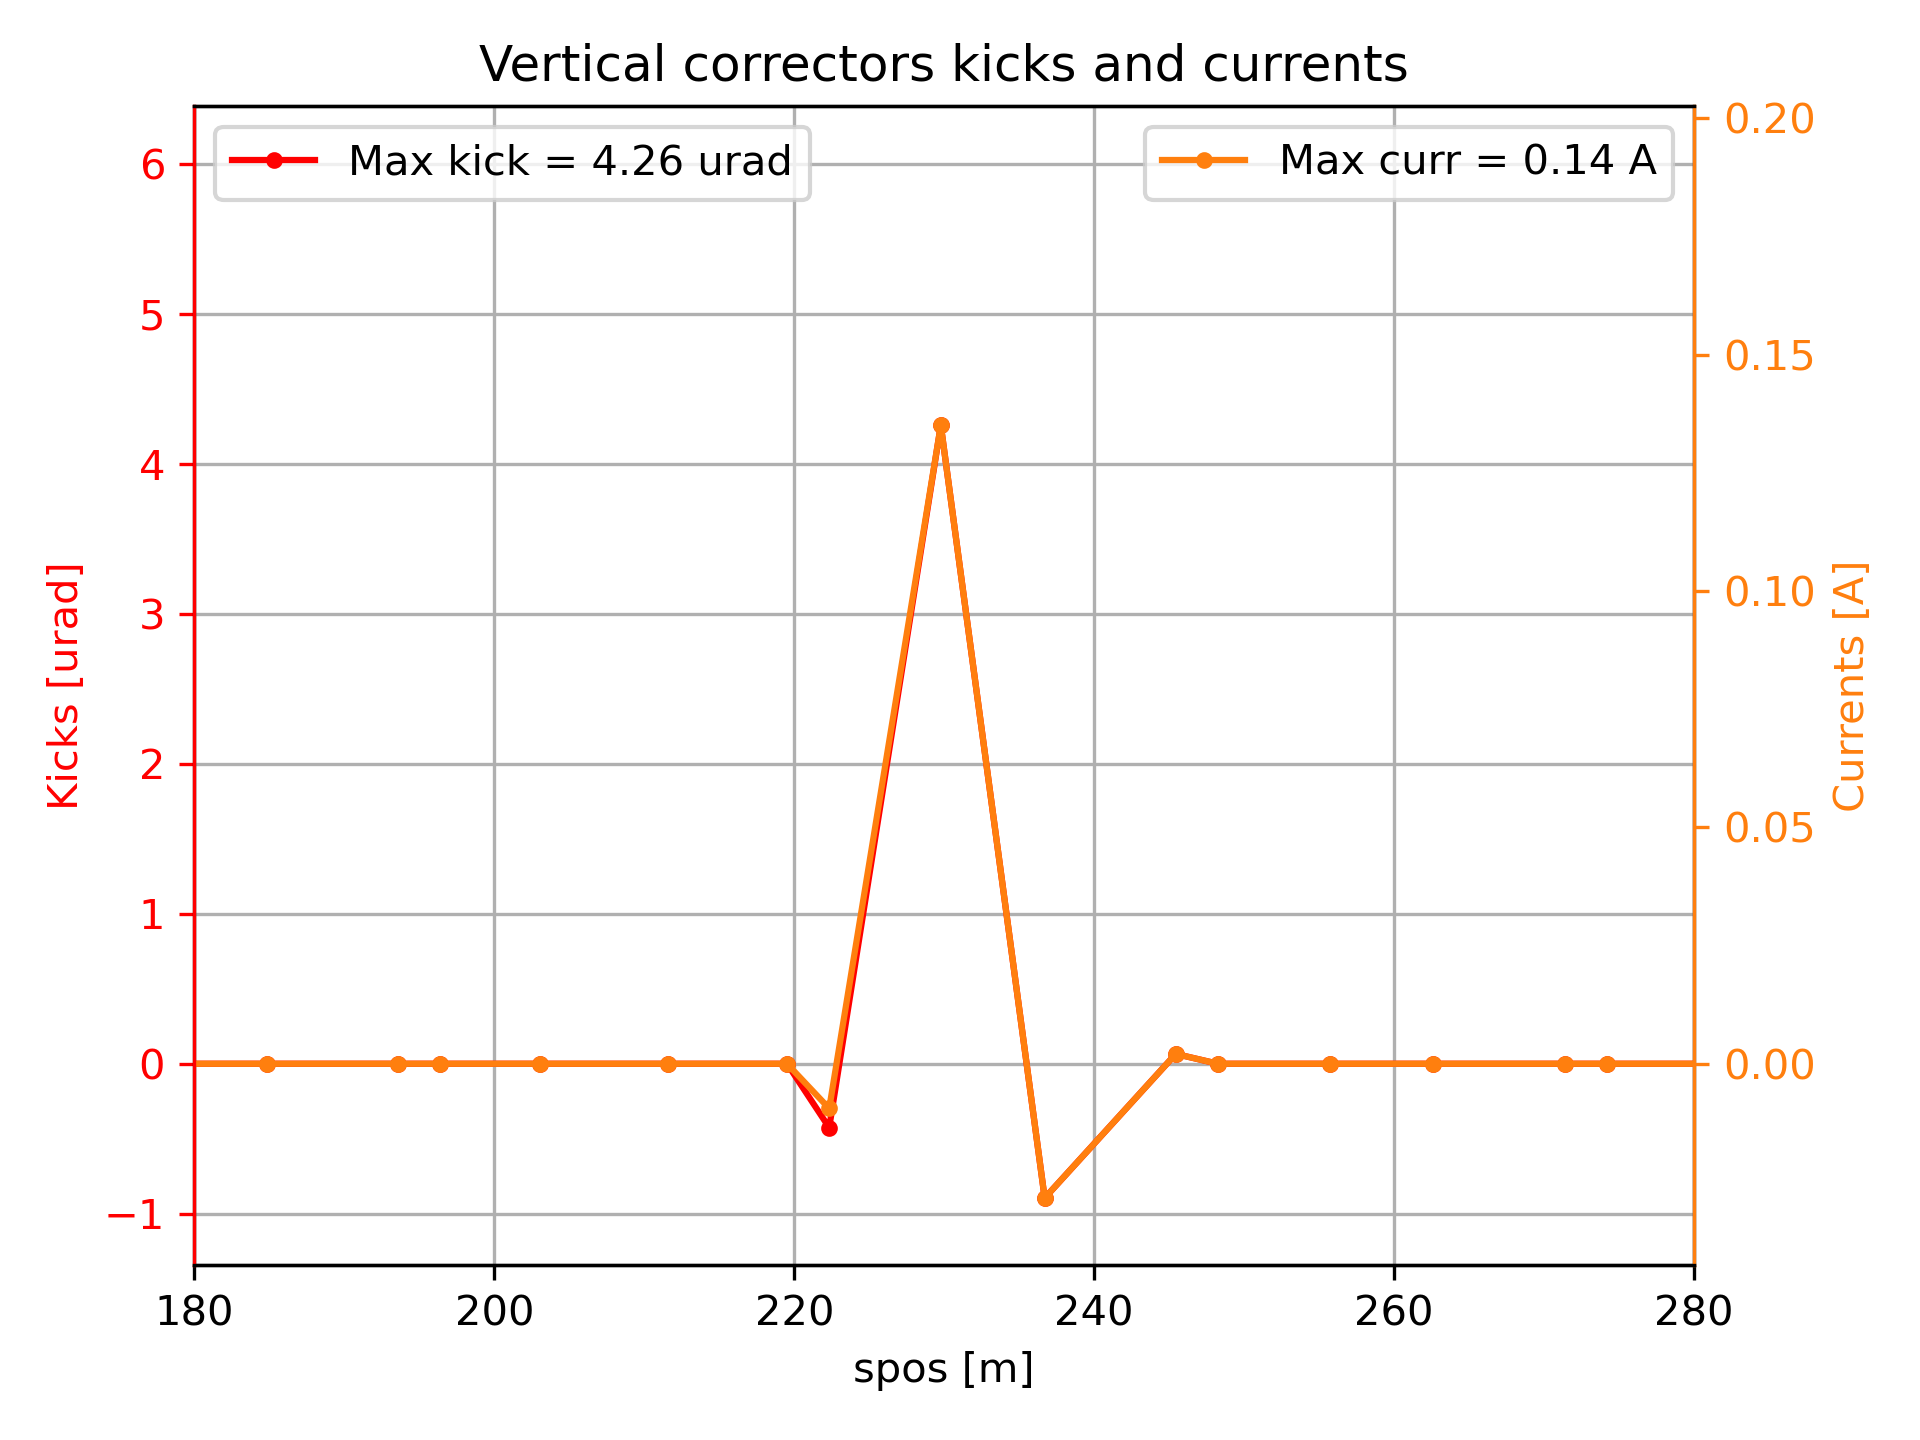 Vertical correctors kicks and currents
Max kick = 4.26 urad
Max curr = 0.14 A
Kicks [urad]
6
5
4
3
2
1
0
−1
0.20
0.15
0.10
0.05
0.00
Currents [A]
180 200 220 240 260 280
spos [m]